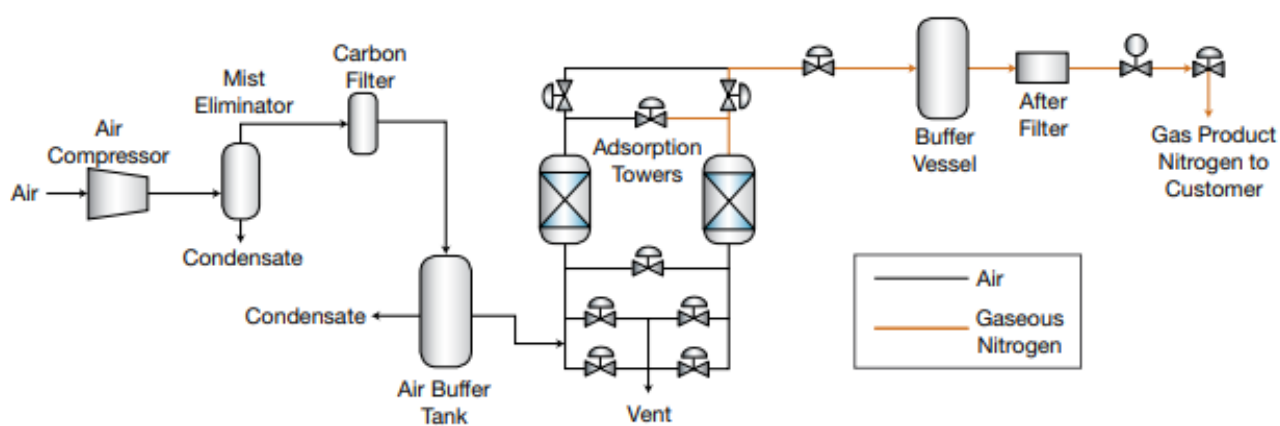 Air
Air
Compressor
Mist
Eliminator
Condensate
Carbon
Filter
Condensate
Air Buffer
Tank
Adsorption
Towers
Vent
Buffer
Vessel
After
Filter
Gas Product
Nitrogen to
Customer
Air
Gaseous
Nitrogen